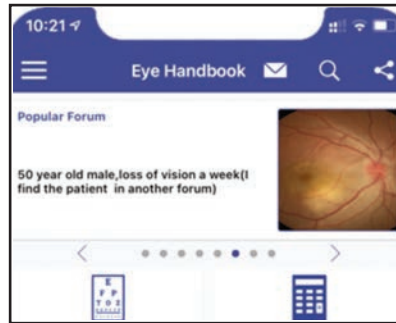 10:21
Eye Handbook
Popular Forum
50 year old male,loss of vision a week(I
find the patient in another forum)
E
F P
T O Z